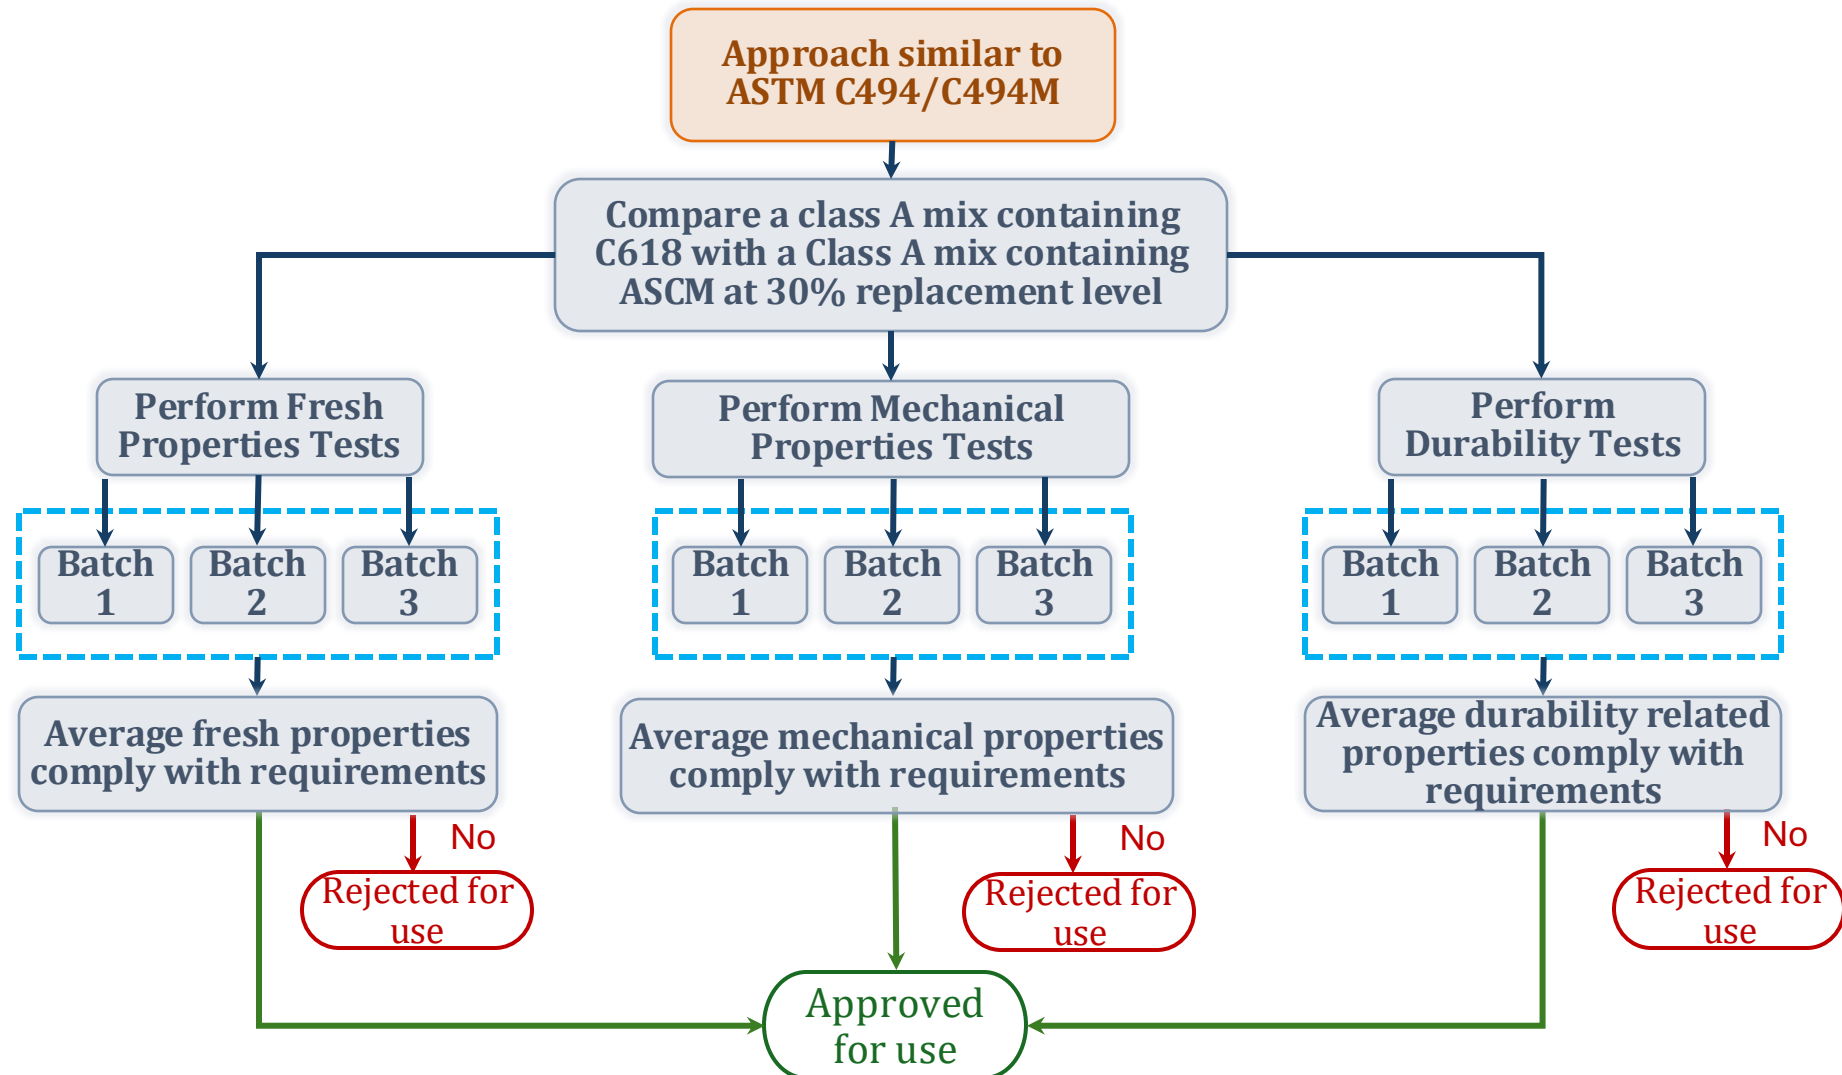 Approach similar to
ASTM C494/C494M
Compare a class A mix containing
C618 with a Class A mix containing
ASCM at 30% replacement level
Perform Fresh
Properties Tests
Perform Mechanical
Properties Tests
Perform
Durability Tests
Batch
1
Batch
2
Batch
3
Batch
1
Batch
2
Batch
3
Batch
1
Batch
2
Batch
3
Average fresh properties
comply with requirements
Average mechanical properties
comply with requirements
Average durability related
properties comply with
requirements
No
Rejected for
use
No
Rejected for
use
No
Rejected for
use
Approved
for use